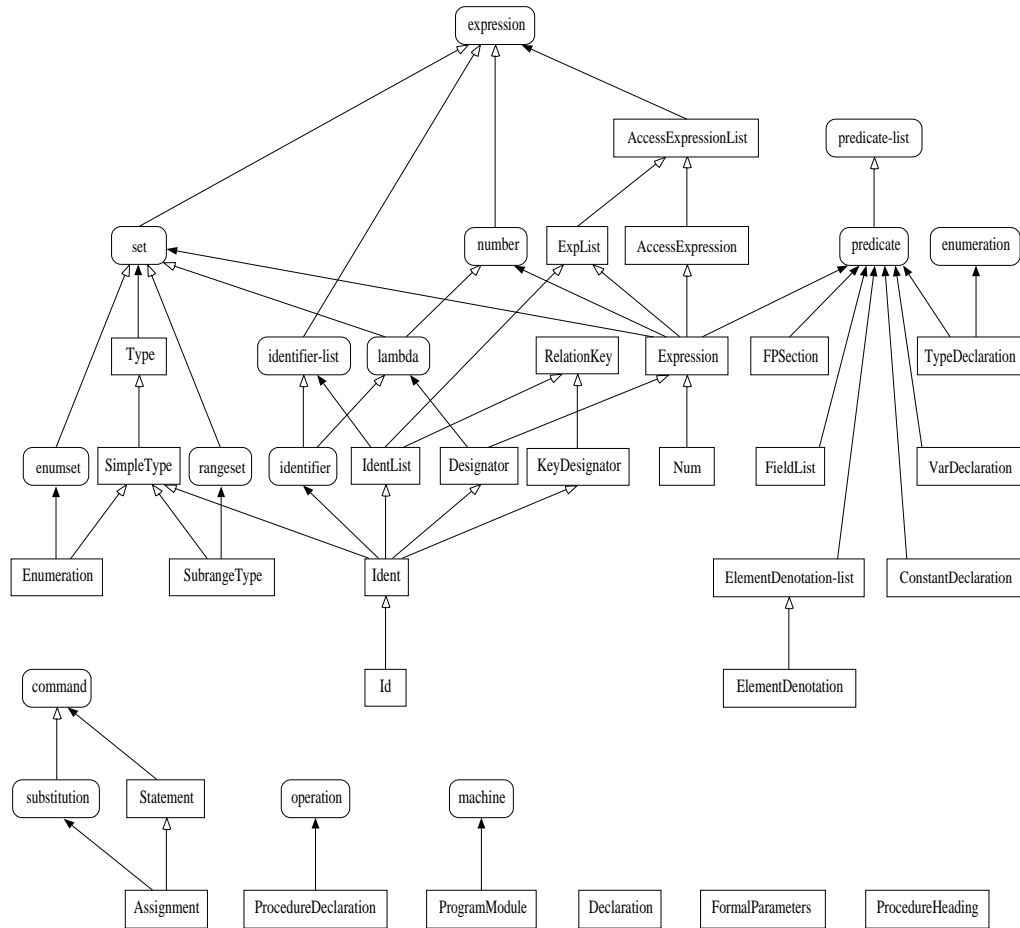 expression
AccessExpressionList
predicate-list
set
number
ExpList
AccessExpression
predicate
enumeration
Type
identifier-list
lambda
RelationKey
Expression
FPSection
TypeDeclaration
enumset
SimpleType
rangeset
identifier
IdentList
Designator
KeyDesignator
Num
FieldList
VarDeclaration
Enumeration
SubrangeType
Ident
ElementDenotation-list
ConstantDeclaration
command
Id
ElementDenotation
substitution
Statement
operation
machine
Assignment
ProcedureDeclaration
ProgramModule
Declaration
FormalParameters
ProcedureHeading